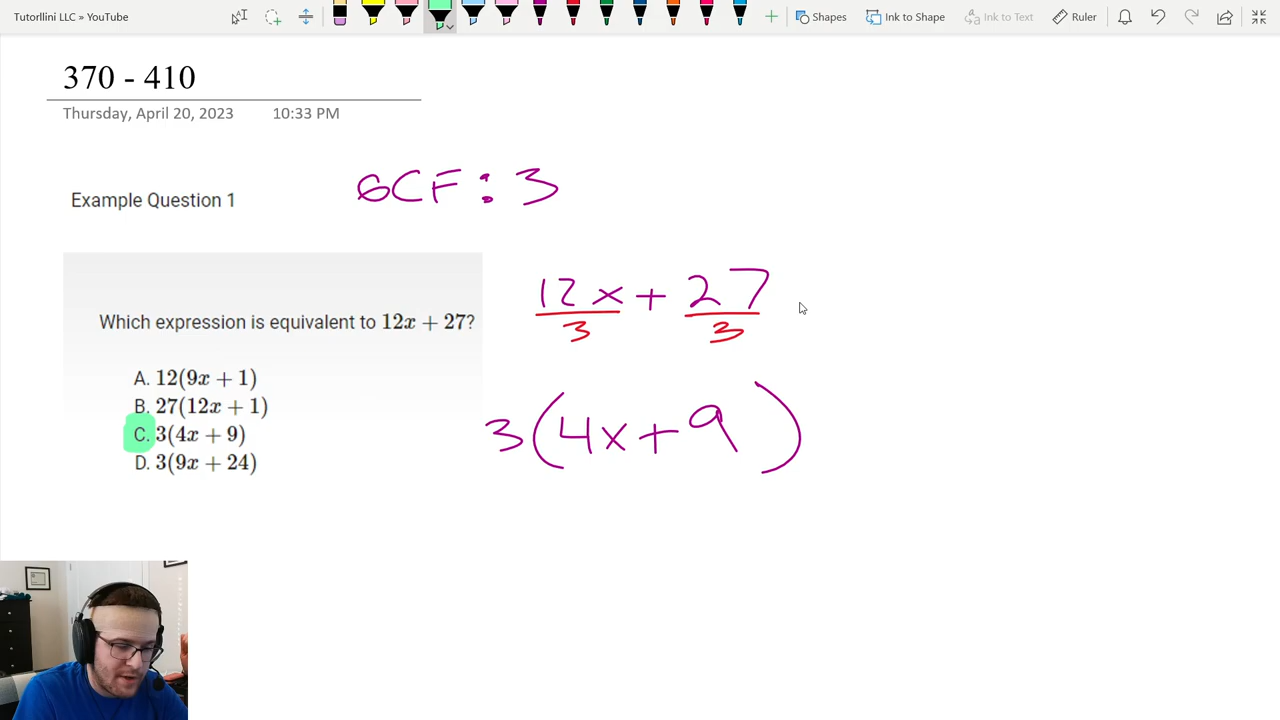 Tutorllini LLC » YouTube
Shapes
Ink to Shape
Ink to Text
Ruler
370 - 410
Thursday, April 20, 2023 10:33 PM
GCF : 3
Example Question 1
Which expression is equivalent to 12x + 27?
A. 12(9x + 1)
B. 27(12x + 1)
C. 3(4x + 9)
D. 3(9x + 24)
12x + 27
3 3
3(4x + 9)